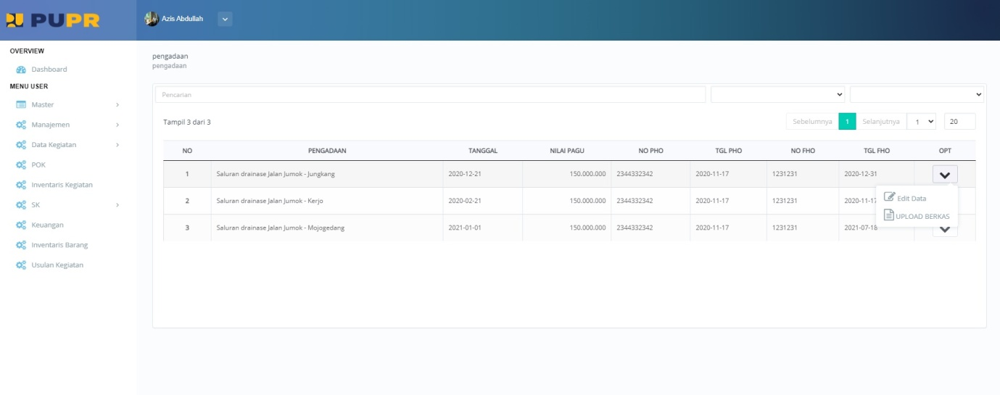 PUPR
Azis Abdullah
OVERVIEW
Dashboard
MENU USER
Master
Manajemen
Data Kegiatan
POK
Inventaris Kegiatan
SK
Keuangan
Inventaris Barang
Usulan Kegiatan
pengadaan
pengadaan
Pencarian
Tampil 3 dari 3
Sebelumnya 1 Selanjutnya 1 20
NO PENGADAAN TANGGAL NILAI PAGU NO PHO TGL PHO NO FHO TGL FHO OPT
1 Saluran drainase Jalan Jumok - Jungkang 2020-12-21 150.000.000 2344332342 2020-11-17 1231231 2020-12-31
2 Saluran drainase Jalan Jumok - Kerjo 2020-02-21 150.000.000 2344332342 2020-11-17 1231231 2020-11-17
3 Saluran drainase Jalan Jumok - Mojogedang 2021-01-01 150.000.000 2344332342 2020-11-17 1231231 2021-07-18
Edit Data
UPLOAD BERKAS